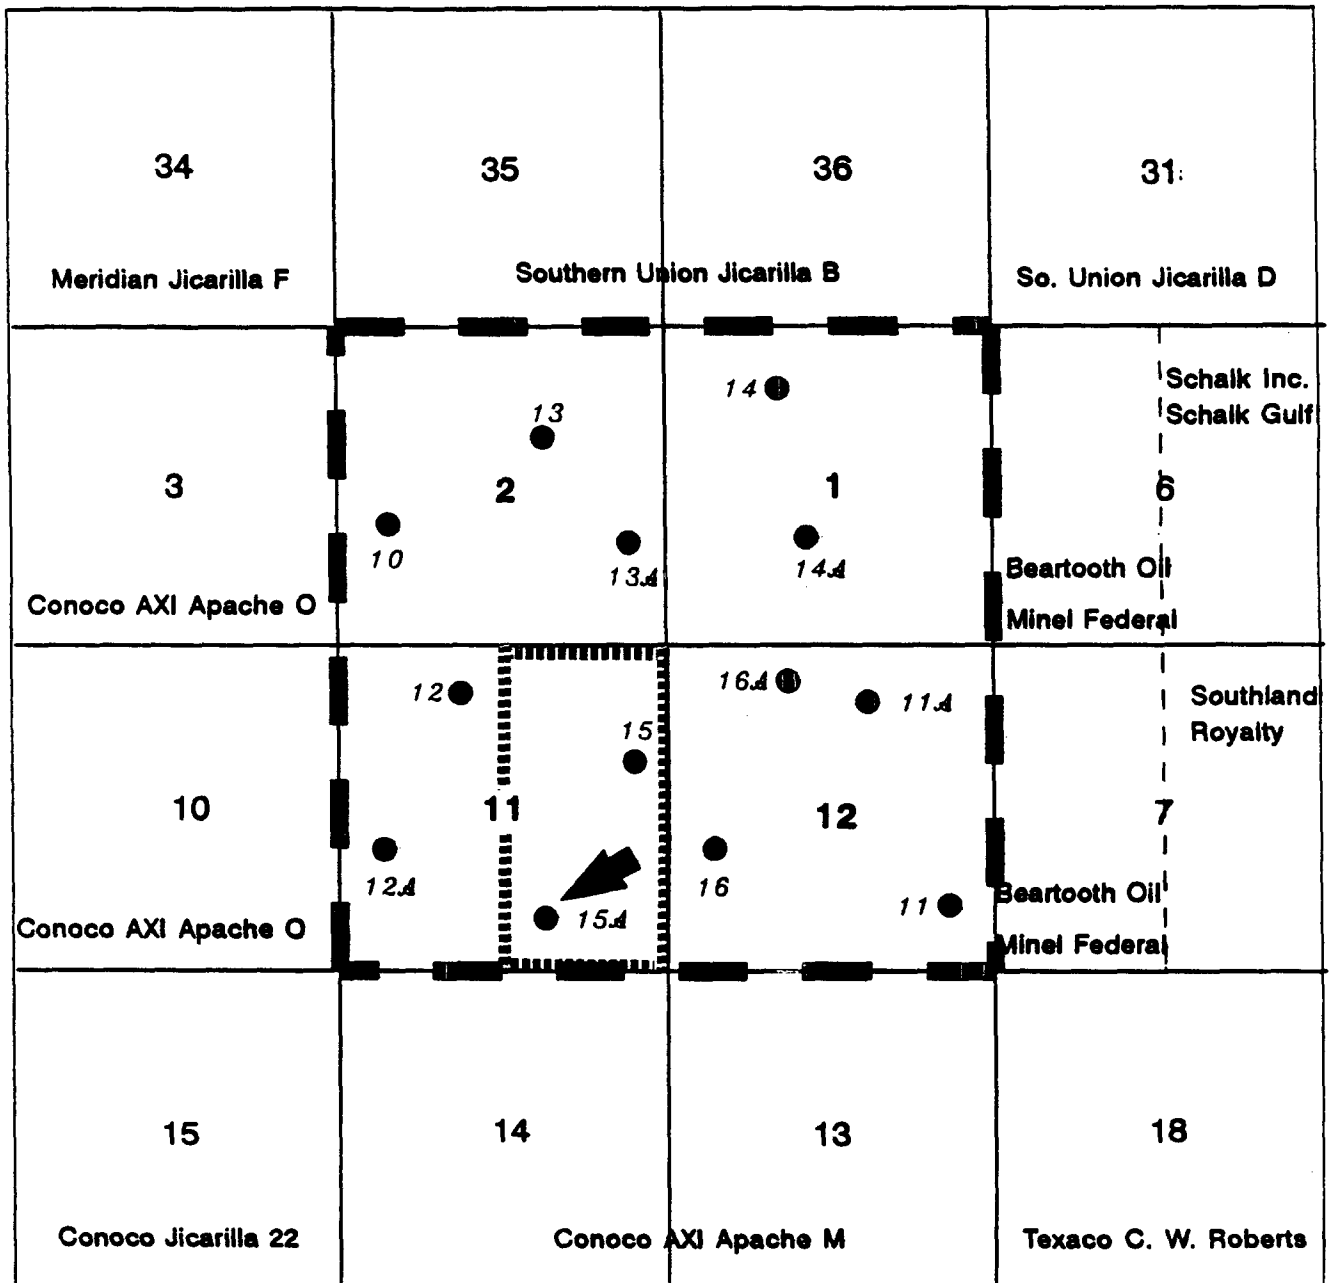 34
35
36
31
Meridian Jicarilla F
Southern Union Jicarilla B
So. Union Jicarilla D
Schalk Inc.
Schalk Gulf
14
13
3
2
1
6
10
13A
14A
Beartooth Oil
Conoco AXI Apache O
Minel Federal
12
16A
11A
Southland
Royalty
15
10
11
12
7
12A
16
Beartooth Oil
11
15A
Conoco AXI Apache O
Minel Federal
15
14
13
18
Conoco Jicarilla 22
Conoco AXI Apache M
Texaco C. W. Roberts